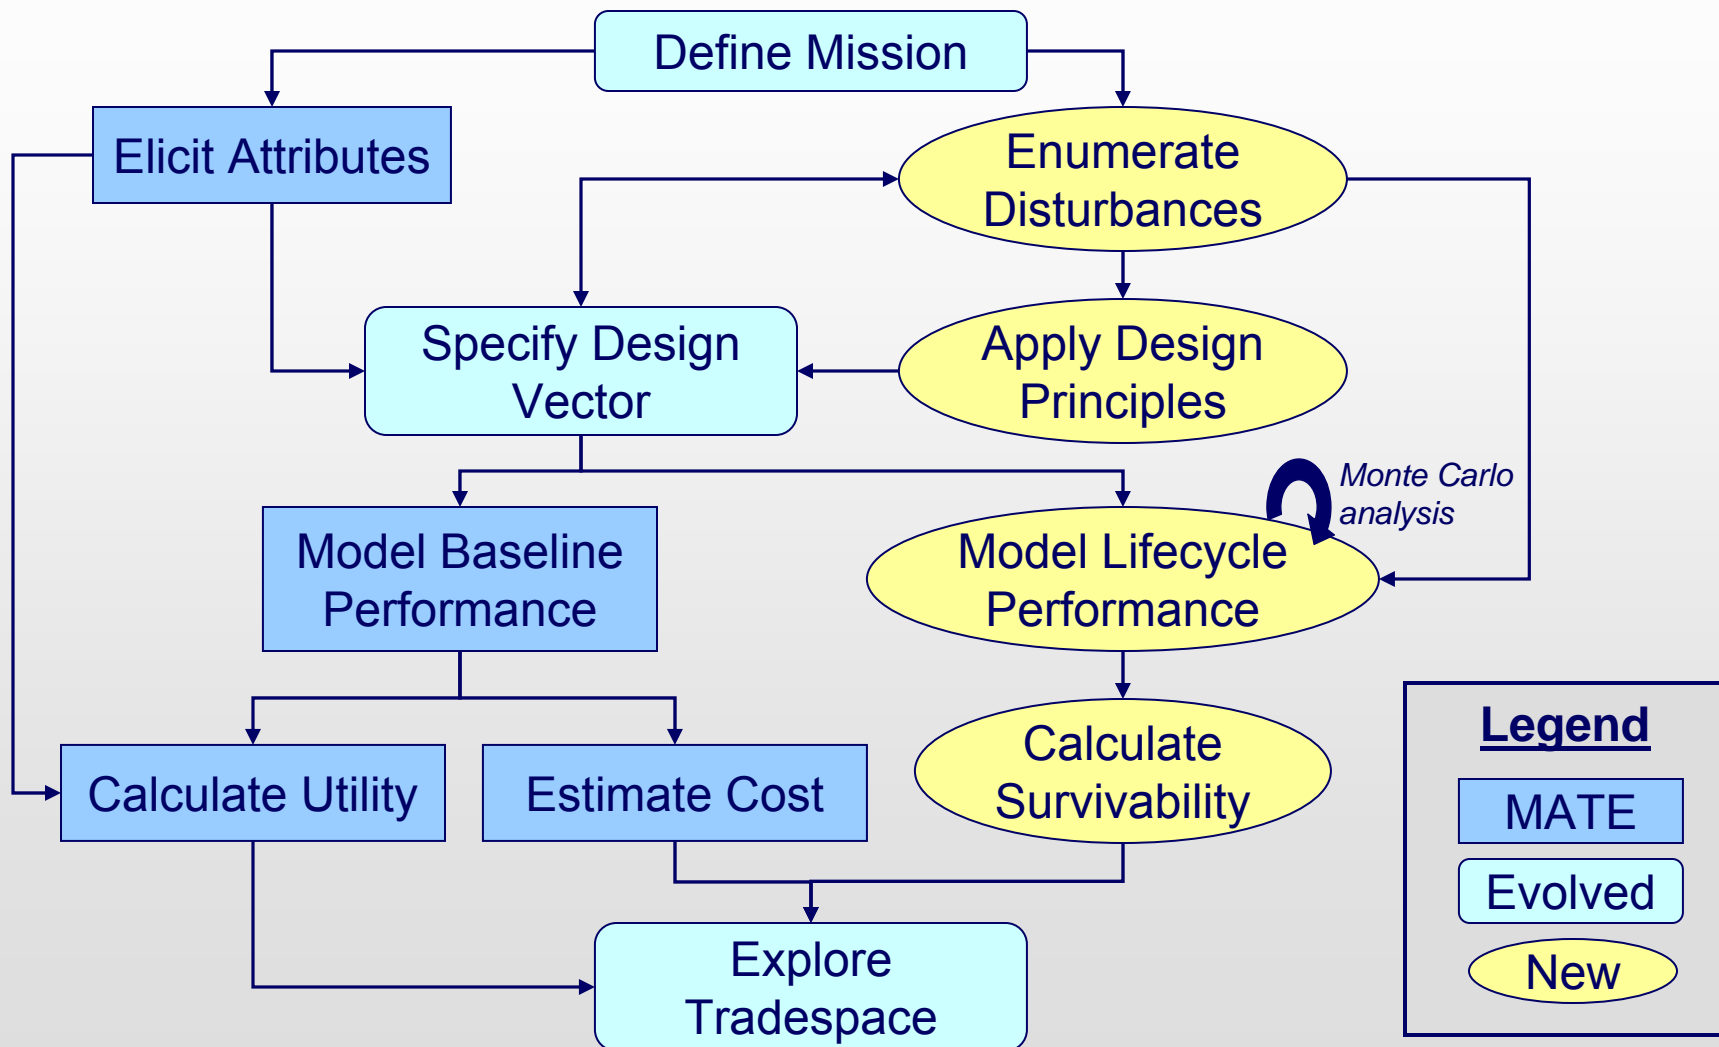 Define Mission
Elicit Attributes
Enumerate
Disturbances
Specify Design
Vector
Apply Design
Principles
Monte Carlo
analysis
Model Baseline
Performance
Model Lifecycle
Performance
Calculate Utility
Estimate Cost
Calculate
Survivability
Explore
Tradespace
Legend
MATE
Evolved
New